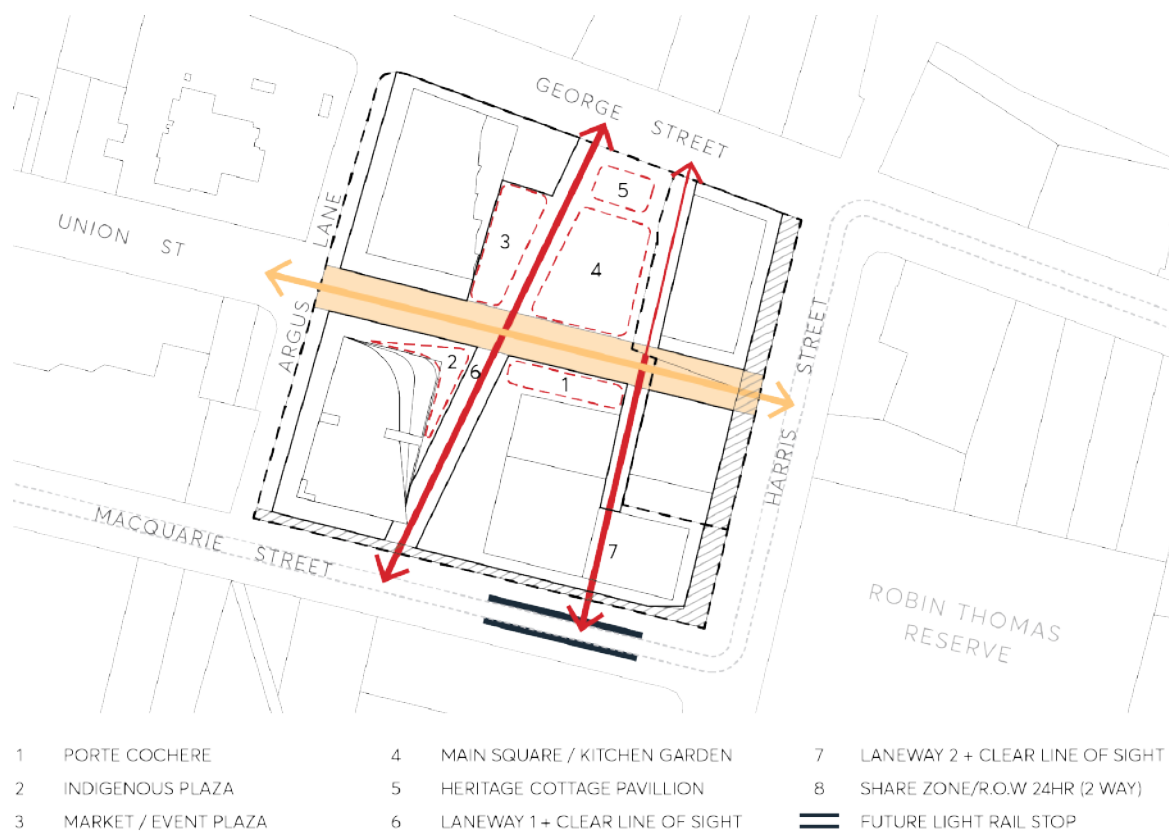 GEORGE STREET
5
UNION ST
LANE
3
4
ARGUS
2
6
1
HARRIS STREET
MACQUARIE STREET
7
ROBIN THOMAS
RESERVE
1 PORTE COCHERE
2 INDIGENOUS PLAZA
3 MARKET / EVENT PLAZA
4 MAIN SQUARE / KITCHEN GARDEN
5 HERITAGE COTTAGE PAVILLION
6 LANEWAY 1 + CLEAR LINE OF SIGHT
7 LANEWAY 2 + CLEAR LINE OF SIGHT
8 SHARE ZONE/R.O.W 24HR (2 WAY)
FUTURE LIGHT RAIL STOP